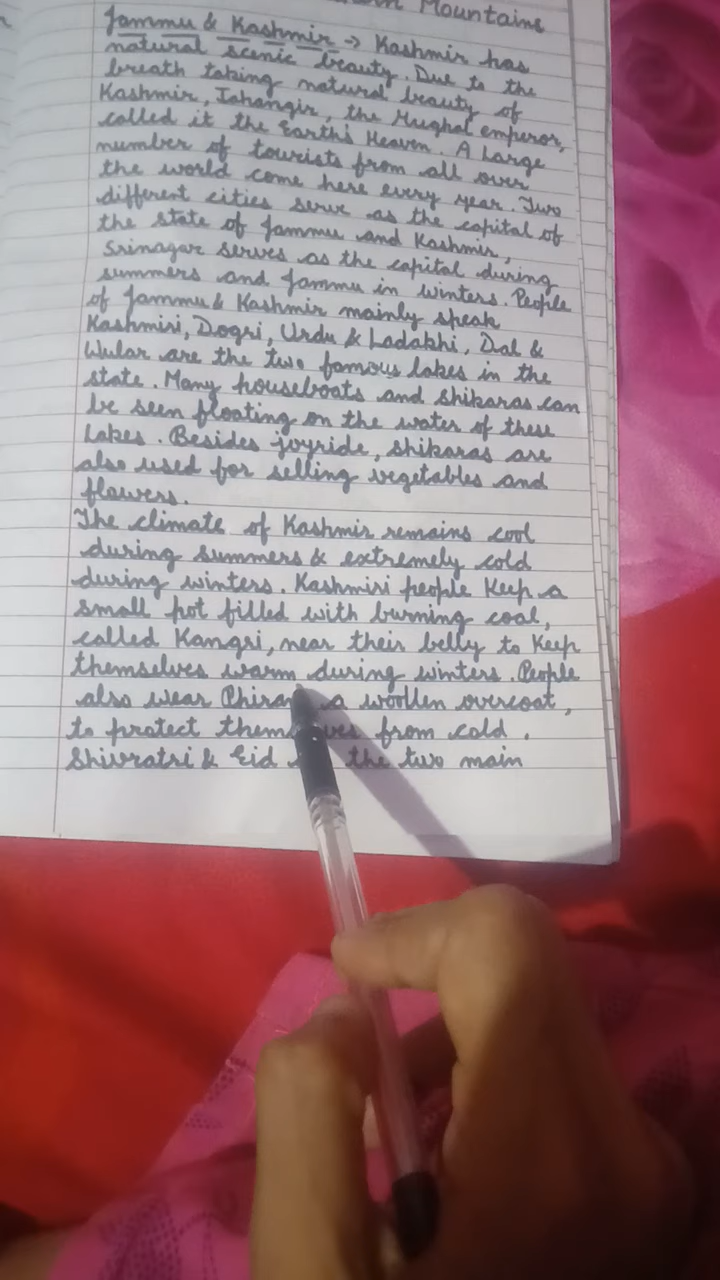 Mountains
Jammu & Kashmir → Kashmir has
natural scenic beauty. Due to the
breath taking natural beauty of
Kashmir, Jahangir, the Mughal emperor,
called it the Earth's Heaven. A large
number of tourists from all over
the world come here every year. Two
different cities serve as the capital of
the state of Jammu and Kashmir,
Srinagar serves as the capital during
summers and Jammu in winters. People
of Jammu & Kashmir mainly speak
Kashmiri, Dogri, Urdu & Ladakhi, Dal &
Wular are the two famous lakes in the
state. Many houseboats and shikaras can
be seen floating on the water of these
lakes. Besides joyride, shikaras are
also used for selling vegetables and
flowers.
The climate of Kashmir remains cool
during summers & extremely cold
during winters. Kashmiri people keep a
small pot filled with burning coal,
called Kangri, near their belly to keep
themselves warm during winters. People
also wear a woollen overcoat,
to protect from cold.
Shivratri & Eid the two main